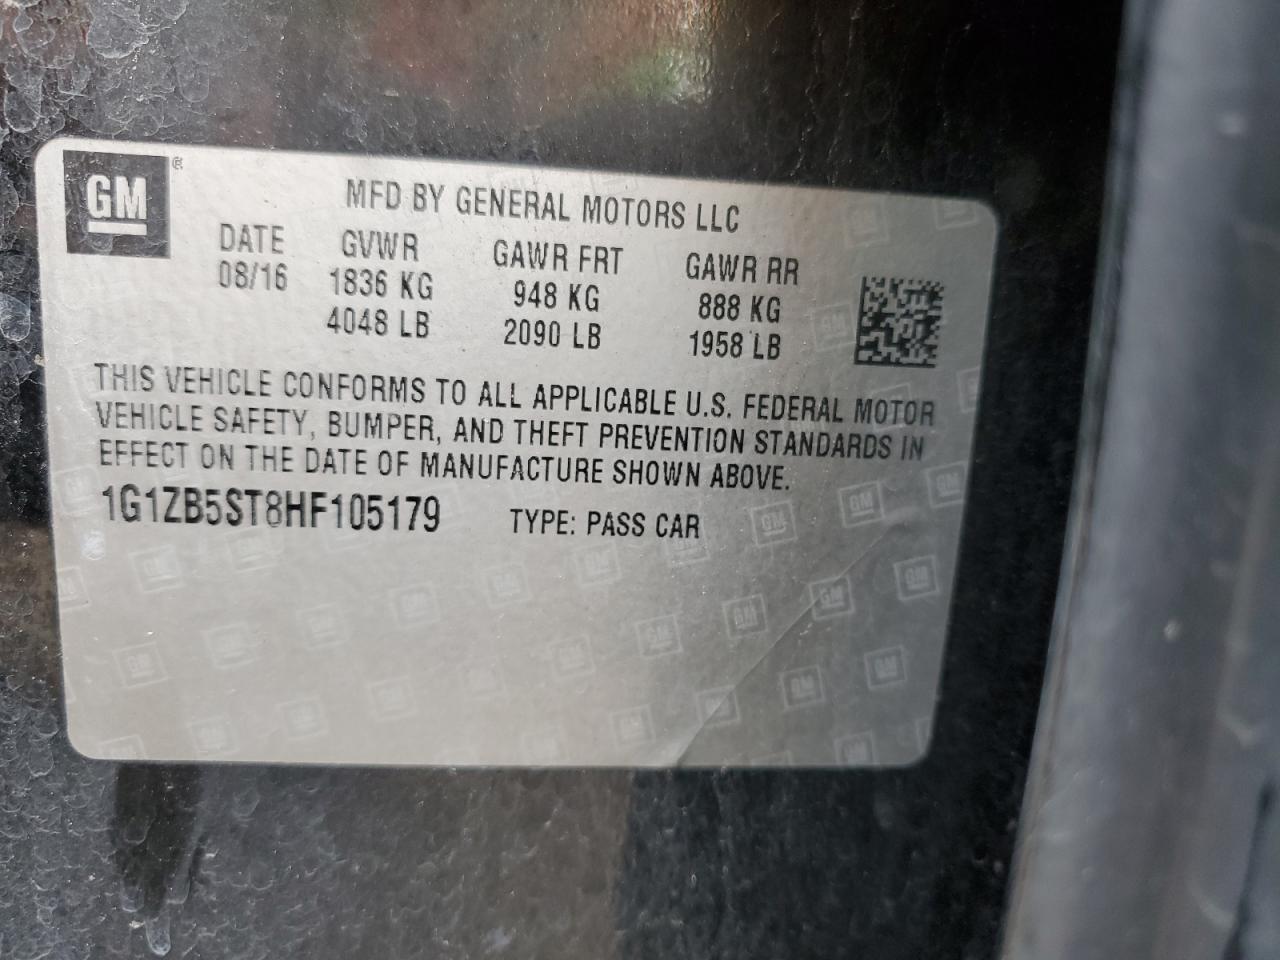 GM®
MFD BY GENERAL MOTORS LLC
DATE GVWR GAWR FRT GAWR RR
08/16 1836 KG 948 KG 888 KG
4048 LB 2090 LB 1958 LB
THIS VEHICLE CONFORMS TO ALL APPLICABLE U.S. FEDERAL MOTOR
VEHICLE SAFETY, BUMPER, AND THEFT PREVENTION STANDARDS IN
EFFECT ON THE DATE OF MANUFACTURE SHOWN ABOVE.
1G1ZB5ST8HF105179 TYPE: PASS CAR